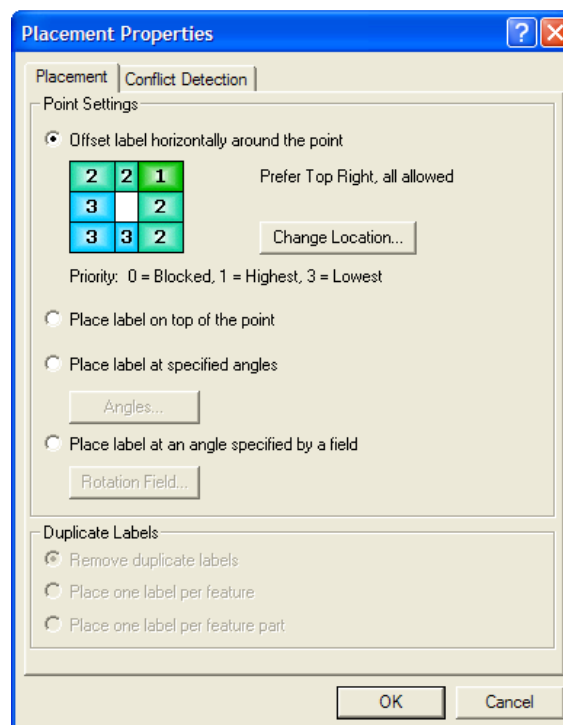 Placement Properties
Placement Conflict Detection
Point Settings
Offset label horizontally around the point
2 2 1
Prefer Top Right, all allowed
3 2
3 3 2
Change Location...
Priority: 0 = Blocked, 1 = Highest, 3 = Lowest
Place label on top of the point
Place label at specified angles
Angles...
Place label at an angle specified by a field
Rotation Field...
Duplicate Labels
Remove duplicate labels
Place one label per feature
Place one label per feature part
OK Cancel